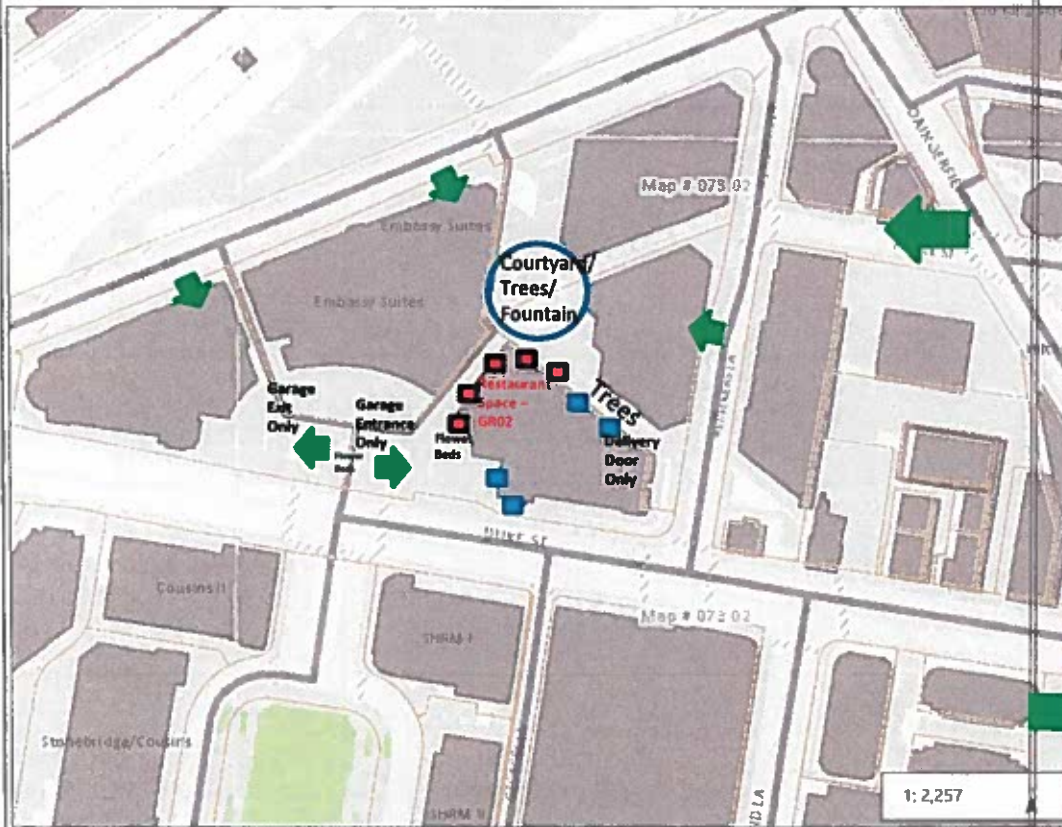 Map # 073 02
Embassy Suites
Embassy Suites
Courtyard/
Trees/
Fountain
Restaurant
Space –
GR02
Trees
Garage
Exit
Only
Garage
Entrance
Only
Flower
Beds
Flower
Beds
Delivery
Door
Only
DUKE ST
Cousins II
Map # 073 02
SHRM I
Stonebridge/Cousins
SHRM II
1: 2,257